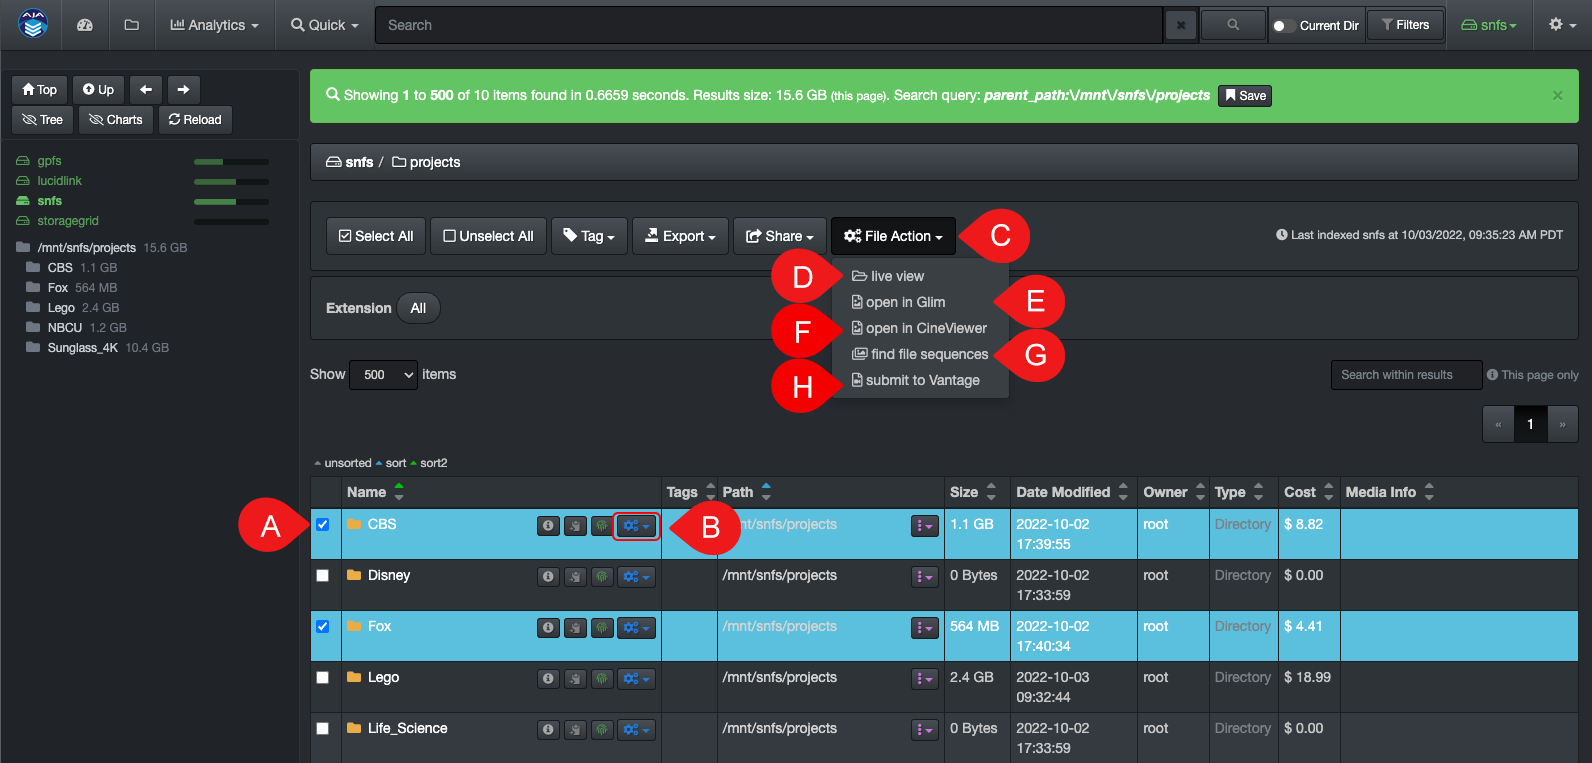 AJA
Analytics
Quick
Search
Current Dir
Filters
snfs
Top
Up
Tree
Charts
Reload
gpfs
lucidlink
snfs
storagegrid
/mnt/snfs/projects 15.6 GB
CBS 1.1 GB
Fox 564 MB
Lego 2.4 GB
NBCU 1.2 GB
Sunglass_4K 10.4 GB
Showing 1 to 500 of 10 items found in 0.6659 seconds. Results size: 15.6 GB (this page). Search query: parent_path:\/mnt\/snfs\/projects Save ×
snfs / projects
Select All
Unselect All
Tag
Export
Share
File Action
C
Last indexed snfs at 10/03/2022, 09:35:23 AM PDT
D
live view
open in Glim
E
F
open in CineViewer
find file sequences
G
H
submit to Vantage
Extension All
Show 500 items
Search within results
This page only
« 1 »
unsorted sort sort2
Name Tags Path Size Date Modified Owner Type Cost Media Info
A
CBS
B
/mnt/snfs/projects 1.1 GB 2022-10-02 root Directory $ 8.82
17:39:55
Disney /mnt/snfs/projects 0 Bytes 2022-10-02 root Directory $ 0.00
17:33:59
Fox /mnt/snfs/projects 564 MB 2022-10-02 root Directory $ 4.41
17:40:34
Lego /mnt/snfs/projects 2.4 GB 2022-10-03 root Directory $ 18.99
09:32:44
Life_Science /mnt/snfs/projects 0 Bytes 2022-10-02 root Directory $ 0.00
17:33:59